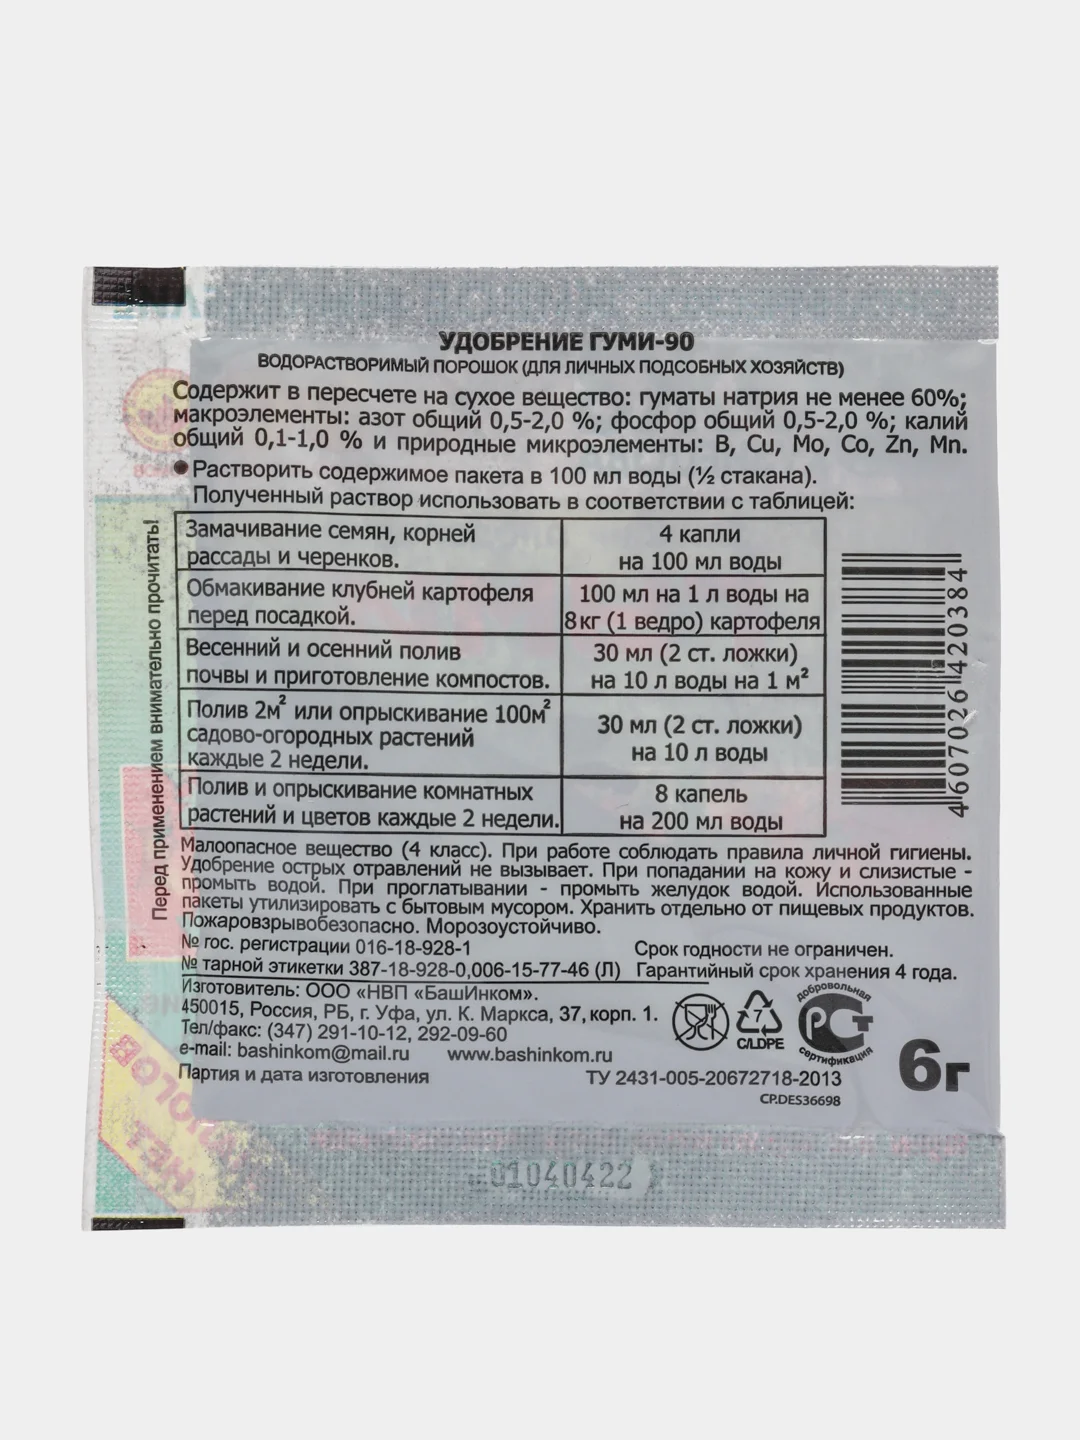 УДОБРЕНИЕ ГУМИ-90
ВОДОРАСТВОРИМЫЙ ПОРОШОК (ДЛЯ ЛИЧНЫХ ПОДСОБНЫХ ХОЗЯЙСТВ)
Содержит в пересчете на сухое вещество: гуматы натрия не менее 60%;
макроэлементы: азот общий 0,5-2,0 %; фосфор общий 0,5-2,0 %; калий
общий 0,1-1,0 % и природные микроэлементы: B, Cu, Mo, Co, Zn, Mn.
● Растворить содержимое пакета в 100 мл воды (½ стакана).
Полученный раствор использовать в соответствии с таблицей:
Замачивание семян, корней
рассады и черенков.
4 капли
на 100 мл воды
Обмакивание клубней картофеля
перед посадкой.
100 мл на 1 л воды на
8кг (1 ведро) картофеля
Весенний и осенний полив
почвы и приготовление компостов.
30 мл (2 ст. ложки)
на 10 л воды на 1 м²
Полив 2м² или опрыскивание 100м²
садово-огородных растений
каждые 2 недели.
30 мл (2 ст. ложки)
на 10 л воды
Полив и опрыскивание комнатных
растений и цветов каждые 2 недели.
8 капель
на 200 мл воды
Перед применением внимательно прочитать!
4607026420384
Малоопасное вещество (4 класс). При работе соблюдать правила личной гигиены.
Удобрение острых отравлений не вызывает. При попадании на кожу и слизистые -
промыть водой. При проглатывании - промыть желудок водой. Использованные
пакеты утилизировать с бытовым мусором. Хранить отдельно от пищевых продуктов.
Пожаровзрывобезопасно. Морозоустойчиво.
№ гос. регистрации 016-18-928-1
Срок годности не ограничен.
№ тарной этикетки 387-18-928-0,006-15-77-46 (Л)
Гарантийный срок хранения 4 года.
Изготовитель: ООО «НВП «БашИнком».
450015, Россия, РБ, г. Уфа, ул. К. Маркса, 37, корп. 1.
Тел/факс: (347) 291-10-12, 292-09-60
e-mail: bashinkom@mail.ru www.bashinkom.ru
Партия и дата изготовления
ТУ 2431-005-20672718-2013
СР.DES36698
7
C/LDPE
добровольная
РСТ
сертификация
6г
01040422